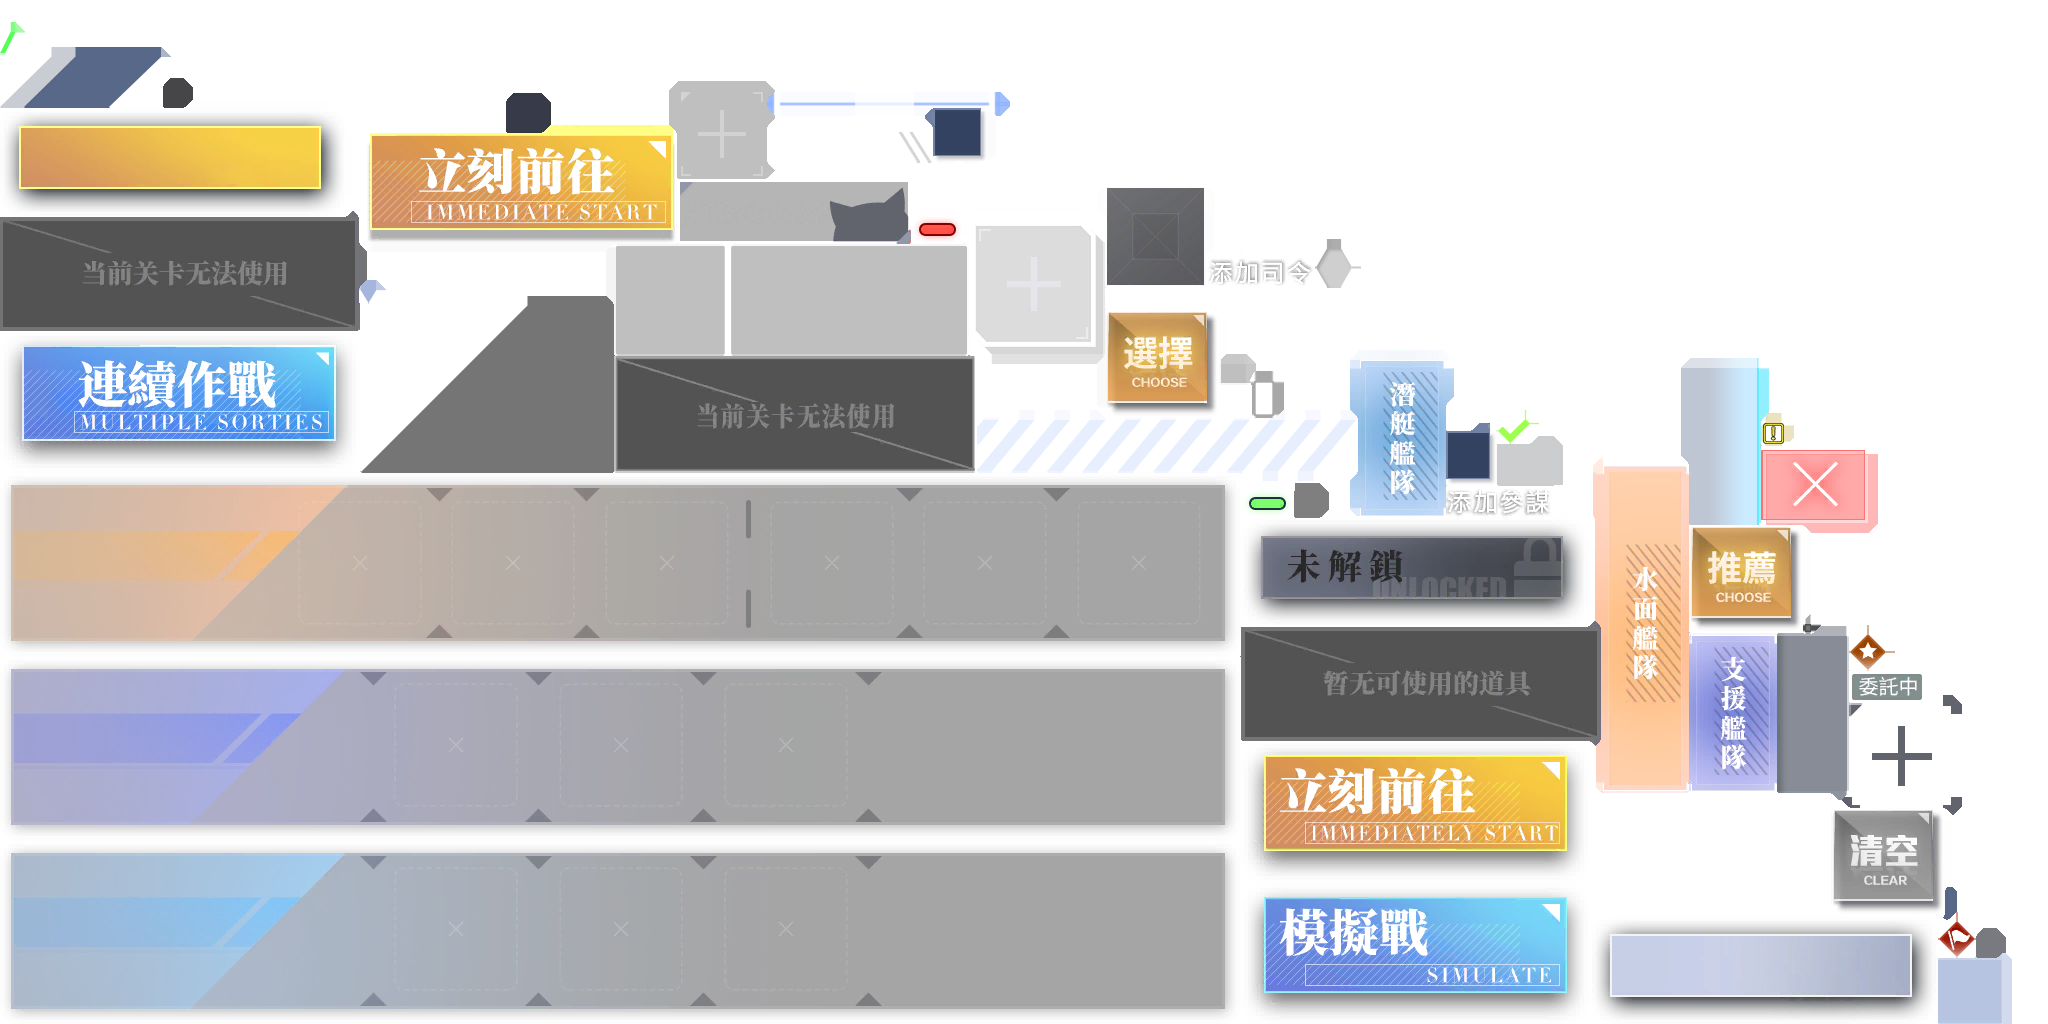 立刻前往
IMMEDIATE START
当前关卡无法使用
添加司令
連續作戰
MULTIPLE SORTIES
選擇
CHOOSE
当前关卡无法使用
潛艇艦隊
添加參謀
未解鎖
UNLOCKED
推薦
CHOOSE
水面艦隊
暂无可使用的道具
支援艦隊
委託中
立刻前往
IMMEDIATELY START
清空
CLEAR
模擬戰
SIMULATE